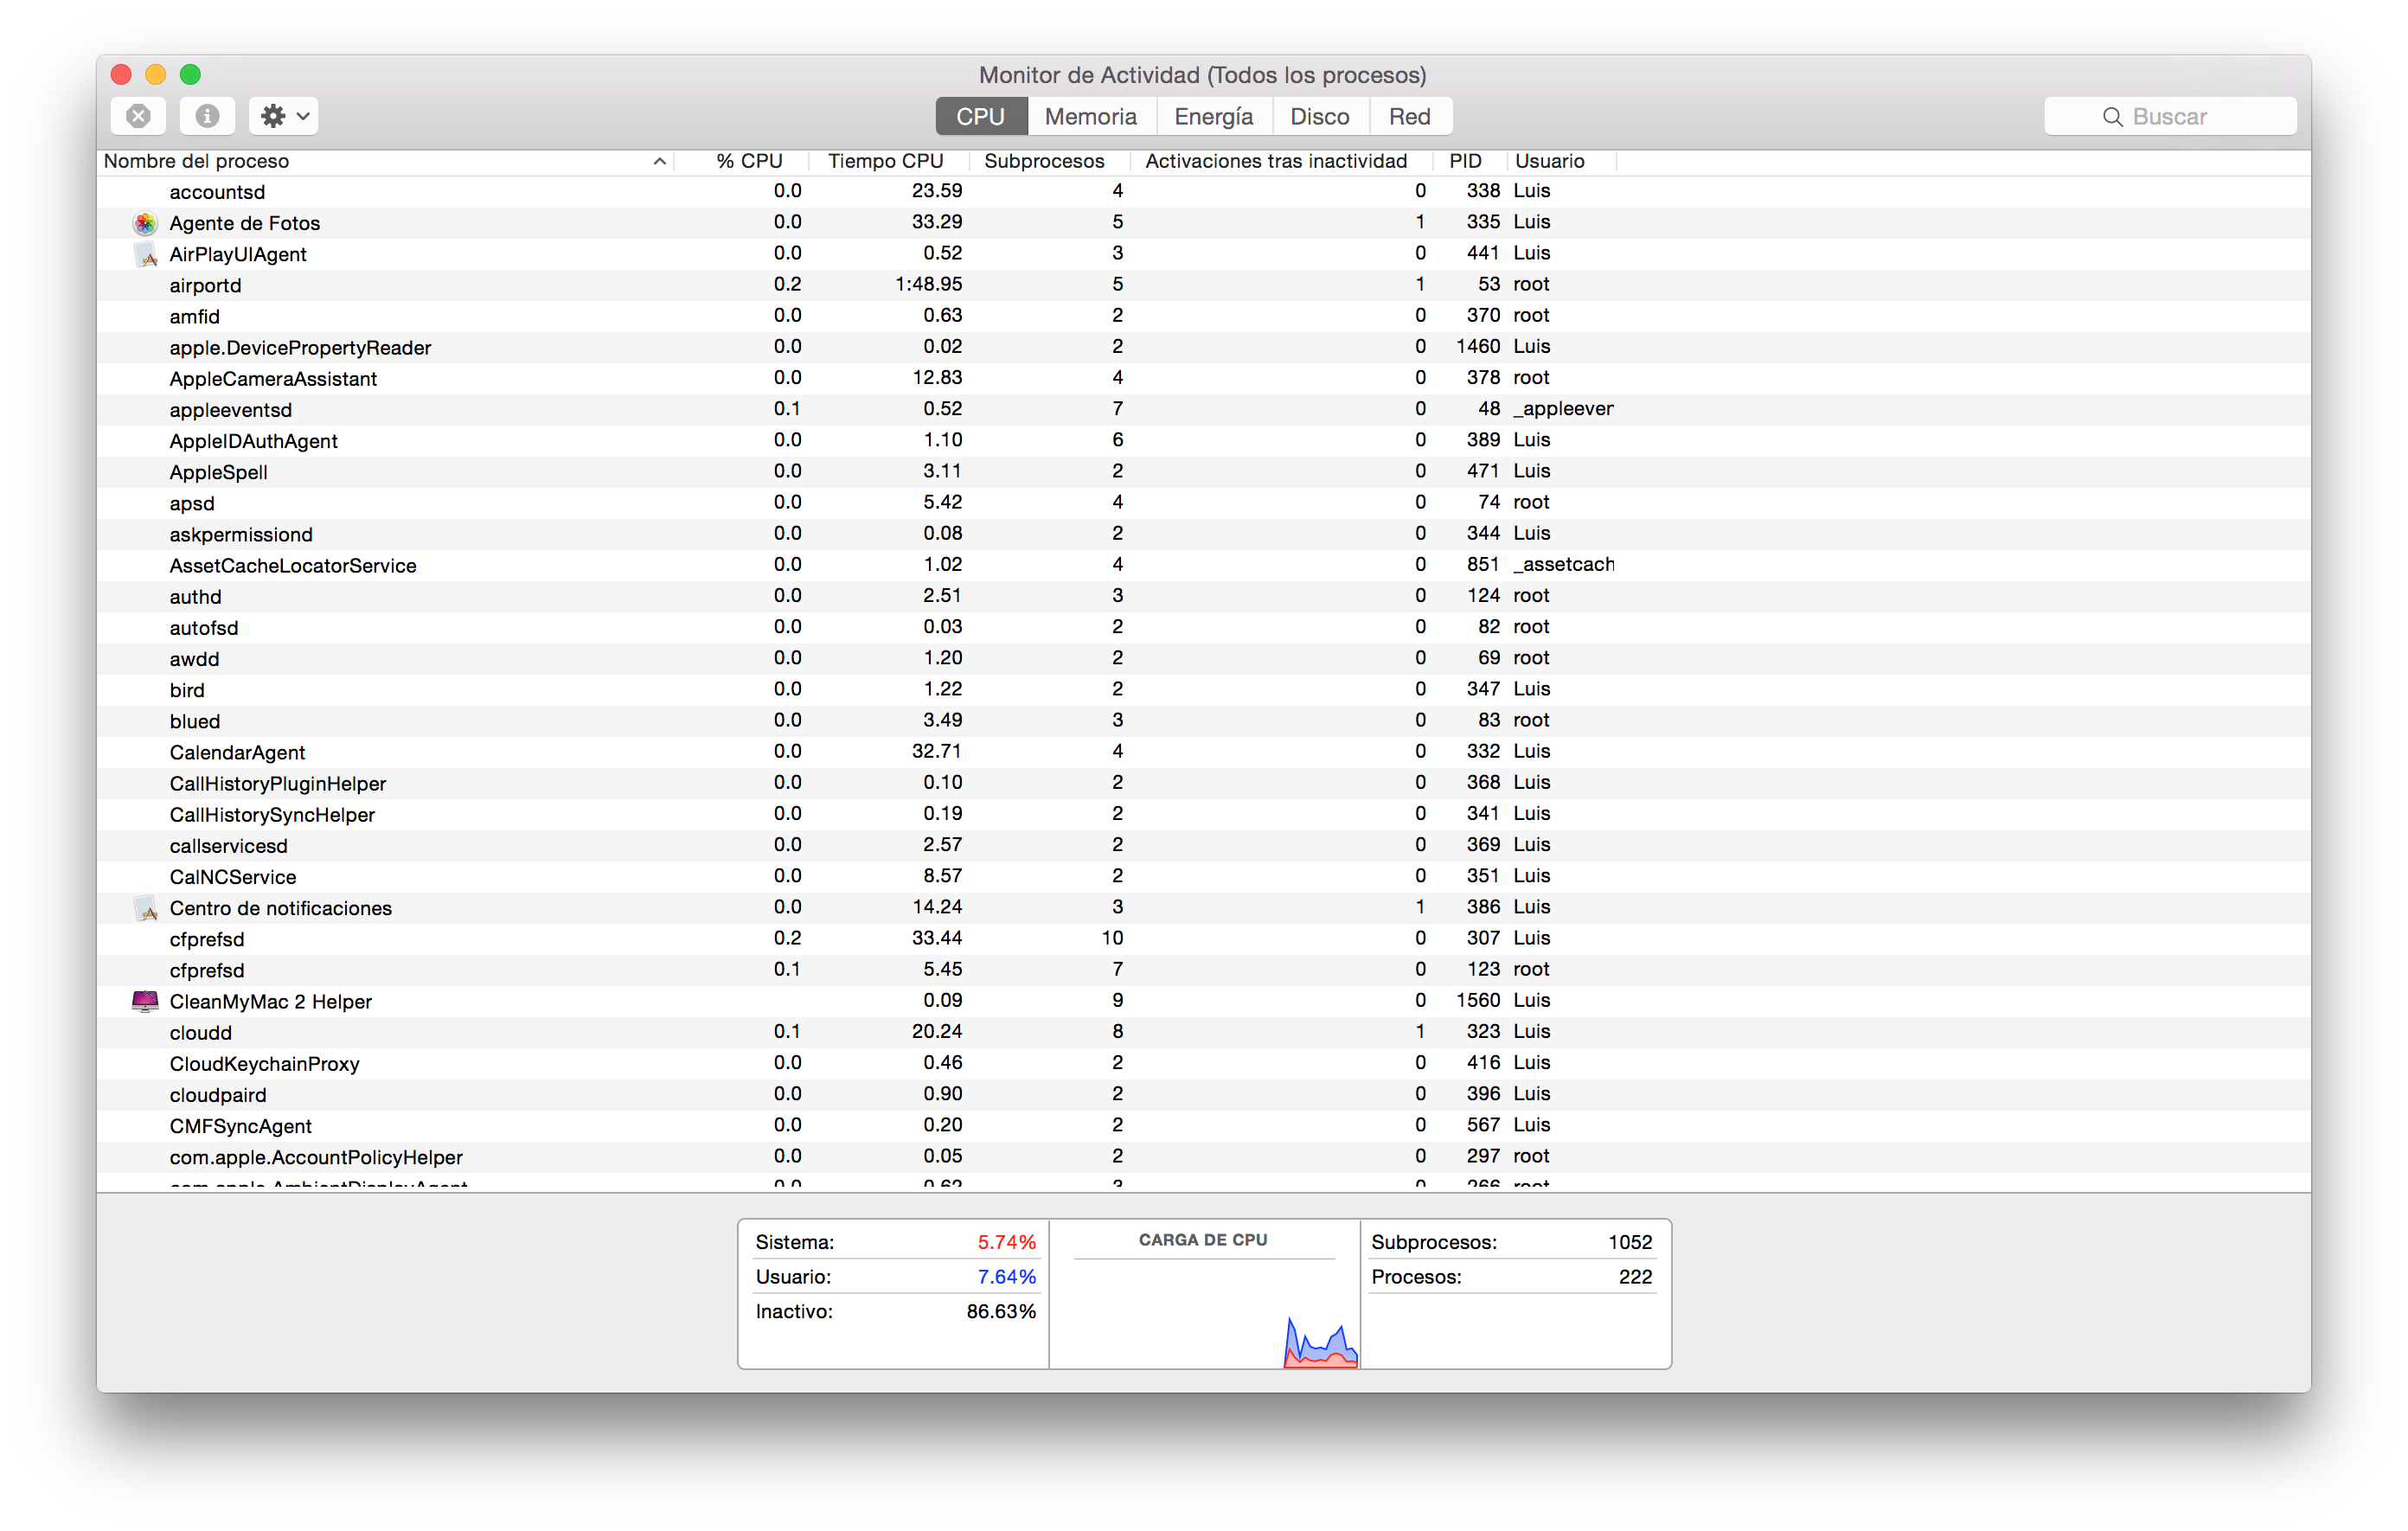 Monitor de Actividad (Todos los procesos)
CPU Memoria Energía Disco Red Buscar
Nombre del proceso % CPU Tiempo CPU Subprocesos Activaciones tras inactividad PID Usuario
accountsd 0.0 23.59 4 0 338 Luis
Agente de Fotos 0.0 33.29 5 1 335 Luis
AirPlayUIAgent 0.0 0.52 3 0 441 Luis
airportd 0.2 1:48.95 5 1 53 root
amfid 0.0 0.63 2 0 370 root
apple.DevicePropertyReader 0.0 0.02 2 0 1460 Luis
AppleCameraAssistant 0.0 12.83 4 0 378 root
appleeventsd 0.1 0.52 7 0 48 _appleever
AppleIDAuthAgent 0.0 1.10 6 0 389 Luis
AppleSpell 0.0 3.11 2 0 471 Luis
apsd 0.0 5.42 4 0 74 root
askpermissiond 0.0 0.08 2 0 344 Luis
AssetCacheLocatorService 0.0 1.02 4 0 851 _assetcach
authd 0.0 2.51 3 0 124 root
autofsd 0.0 0.03 2 0 82 root
awdd 0.0 1.20 2 0 69 root
bird 0.0 1.22 2 0 347 Luis
blued 0.0 3.49 3 0 83 root
CalendarAgent 0.0 32.71 4 0 332 Luis
CallHistoryPluginHelper 0.0 0.10 2 0 368 Luis
CallHistorySyncHelper 0.0 0.19 2 0 341 Luis
callservicesd 0.0 2.57 2 0 369 Luis
CalNCService 0.0 8.57 2 0 351 Luis
Centro de notificaciones 0.0 14.24 3 1 386 Luis
cfprefsd 0.2 33.44 10 0 307 Luis
cfprefsd 0.1 5.45 7 0 123 root
CleanMyMac 2 Helper 0.09 9 0 1560 Luis
cloudd 0.1 20.24 8 1 323 Luis
CloudKeychainProxy 0.0 0.46 2 0 416 Luis
cloudpaird 0.0 0.90 2 0 396 Luis
CMFSyncAgent 0.0 0.20 2 0 567 Luis
com.apple.AccountPolicyHelper 0.0 0.05 2 0 297 root
com.apple.AmbientDisplayAgent 0.0 0.62 0 266 root
Sistema: 5.74% CARGA DE CPU Subprocesos: 1052
Usuario: 7.64% Procesos: 222
Inactivo: 86.63%